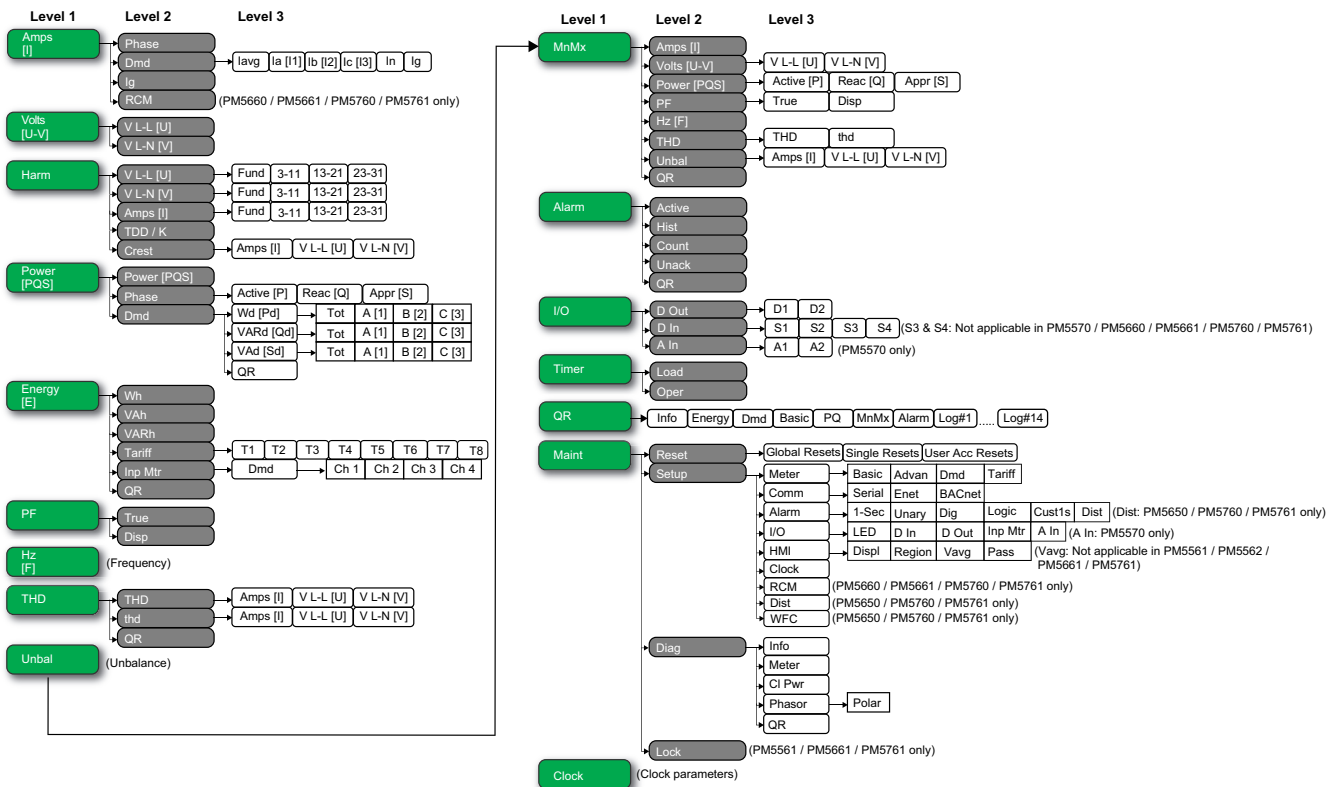 Level 1 Level 2 Level 3
Amps
[I]
Phase
Dmd Iavg Ia [I1] Ib [I2] Ic [I3] In Ig
Ig
RCM (PM5660 / PM5661 / PM5760 / PM5761 only)
Volts
[U-V]
V L-L [U]
V L-N [V]
Harm
V L-L [U] Fund 3-11 13-21 23-31
V L-N [V] Fund 3-11 13-21 23-31
Amps [I] Fund 3-11 13-21 23-31
TDD / K
Crest Amps [I] V L-L [U] V L-N [V]
Power
[PQS]
Power [PQS]
Phase Active [P] Reac [Q] Appr [S]
Dmd Wd [Pd] Tot A [1] B [2] C [3]
VARd [Qd] Tot A [1] B [2] C [3]
VAd [Sd] Tot A [1] B [2] C [3]
QR
Energy
[E]
Wh
VAh
VARh
Tariff T1 T2 T3 T4 T5 T6 T7 T8
Inp Mtr Dmd Ch 1 Ch 2 Ch 3 Ch 4
QR
PF
True
Disp
Hz
[F]
(Frequency)
THD
THD Amps [I] V L-L [U] V L-N [V]
thd Amps [I] V L-L [U] V L-N [V]
QR
Unbal (Unbalance)
Level 1 Level 2 Level 3
MnMx
Amps [I]
Volts [U-V] V L-L [U] V L-N [V]
Power [PQS] Active [P] Reac [Q] Appr [S]
PF True Disp
Hz [F]
THD THD thd
Unbal Amps [I] V L-L [U] V L-N [V]
QR
Alarm
Active
Hist
Count
Unack
QR
I/O
D Out D1 D2
D In S1 S2 S3 S4 (S3 & S4: Not applicable in PM5570 / PM5660 / PM5661 / PM5760 / PM5761)
A In A1 A2 (PM5570 only)
Timer
Load
Oper
QR Info Energy Dmd Basic PQ MnMx Alarm Log#1 ..... Log#14
Maint
Reset Global Resets Single Resets User Acc Resets
Setup Meter Basic Advan Dmd Tariff
Comm Serial Enet BACnet
Alarm 1-Sec Unary Dig Logic Cust1s Dist (Dist: PM5650 / PM5760 / PM5761 only)
I/O LED D In D Out Inp Mtr A In (A In: PM5570 only)
HMI Displ Region Vavg Pass (Vavg: Not applicable in PM5561 / PM5562 /
PM5661 / PM5761)
Clock
RCM (PM5660 / PM5661 / PM5760 / PM5761 only)
Dist (PM5650 / PM5760 / PM5761 only)
WFC (PM5650 / PM5760 / PM5761 only)
Diag Info
Meter
Cl Pwr
Phasor Polar
QR
Lock (PM5561 / PM5661 / PM5761 only)
Clock (Clock parameters)